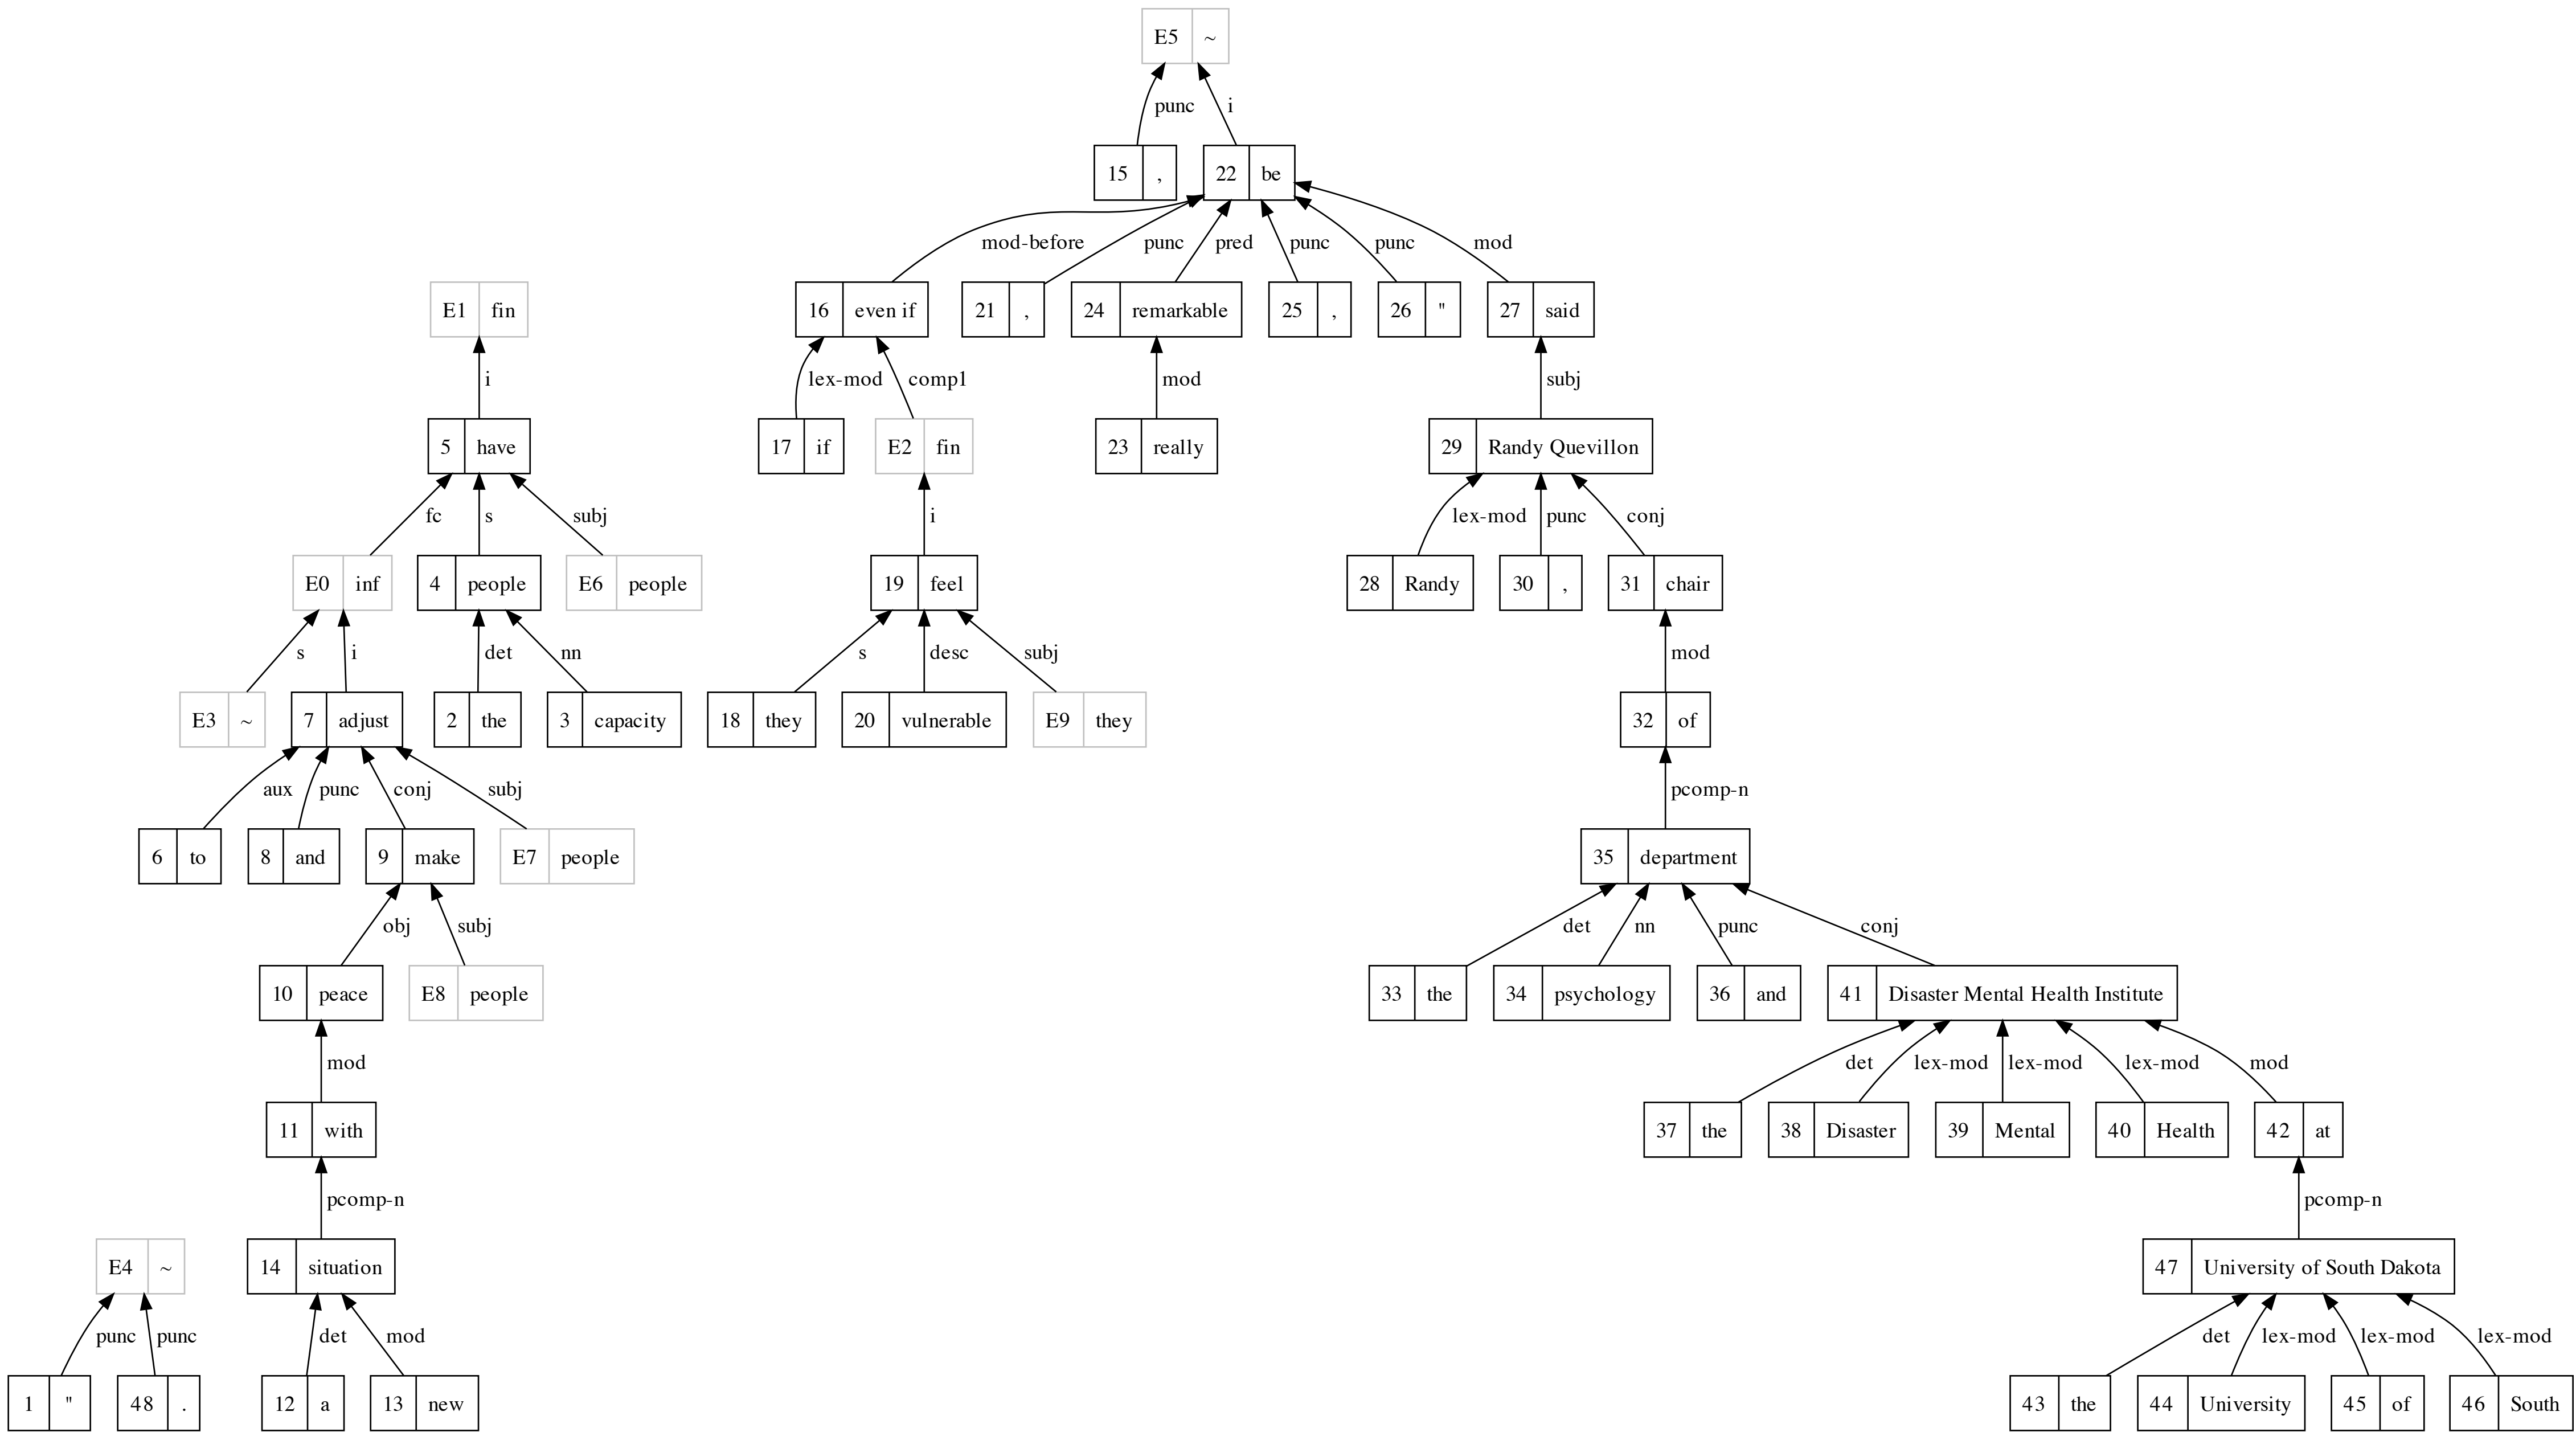 E5 ~
punc i
15 , 22 be
mod-before punc pred punc punc mod
E1 fin 16 even if 21 , 24 remarkable 25 , 26 " 27 said
i lex-mod comp1 mod subj
5 have 17 if E2 fin 23 really 29 Randy Quevillon
fc s subj i lex-mod punc conj
E0 inf 4 people E6 people 19 feel 28 Randy 30 , 31 chair
s i det nn s desc subj mod
E3 ~ 7 adjust 2 the 3 capacity 18 they 20 vulnerable E9 they 32 of
aux punc conj subj pcomp-n
6 to 8 and 9 make E7 people 35 department
obj subj det nn punc conj
10 peace E8 people 33 the 34 psychology 36 and 41 Disaster Mental Health Institute
mod det lex-mod lex-mod lex-mod mod
11 with 37 the 38 Disaster 39 Mental 40 Health 42 at
pcomp-n pcomp-n
E4 ~ 14 situation 47 University of South Dakota
punc punc det mod det lex-mod lex-mod lex-mod
1 " 48 . 12 a 13 new 43 the 44 University 45 of 46 South